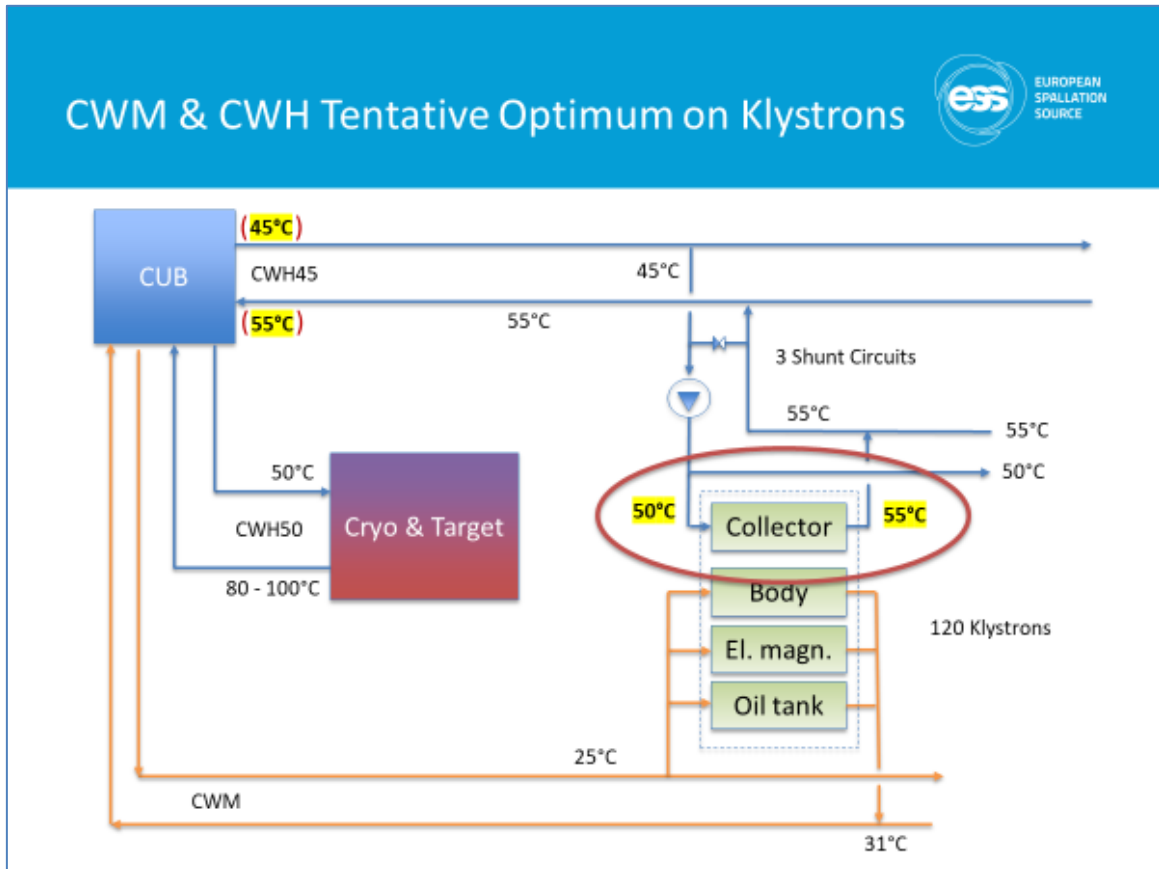 CWM & CWH Tentative Optimum on Klystrons
ess
EUROPEAN
SPALLATION
SOURCE
(45°C)
CUB
CWH45
45°C
(55°C)
55°C
3 Shunt Circuits
55°C
55°C
50°C
50°C
Cryo & Target
CWH50
80 - 100°C
50°C
Collector
55°C
Body
120 Klystrons
El. magn.
Oil tank
25°C
CWM
31°C